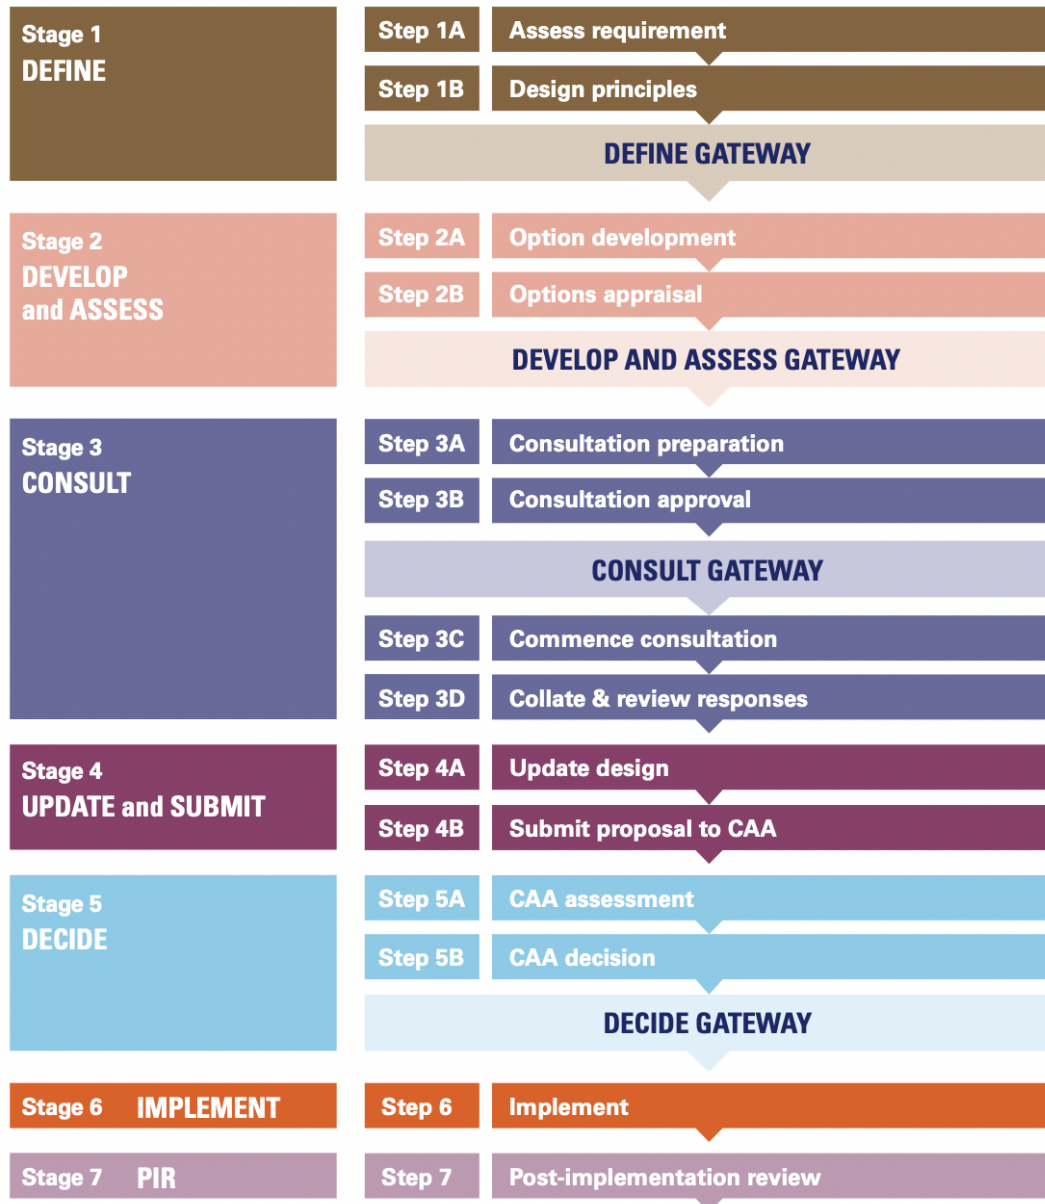 Stage 1
DEFINE
Step 1A Assess requirement
Step 1B Design principles
DEFINE GATEWAY
Stage 2
DEVELOP
and ASSESS
Step 2A Option development
Step 2B Options appraisal
DEVELOP AND ASSESS GATEWAY
Stage 3
CONSULT
Step 3A Consultation preparation
Step 3B Consultation approval
CONSULT GATEWAY
Step 3C Commence consultation
Step 3D Collate & review responses
Stage 4
UPDATE and SUBMIT
Step 4A Update design
Step 4B Submit proposal to CAA
Stage 5
DECIDE
Step 5A CAA assessment
Step 5B CAA decision
DECIDE GATEWAY
Stage 6 IMPLEMENT Step 6 Implement
Stage 7 PIR Step 7 Post-implementation review